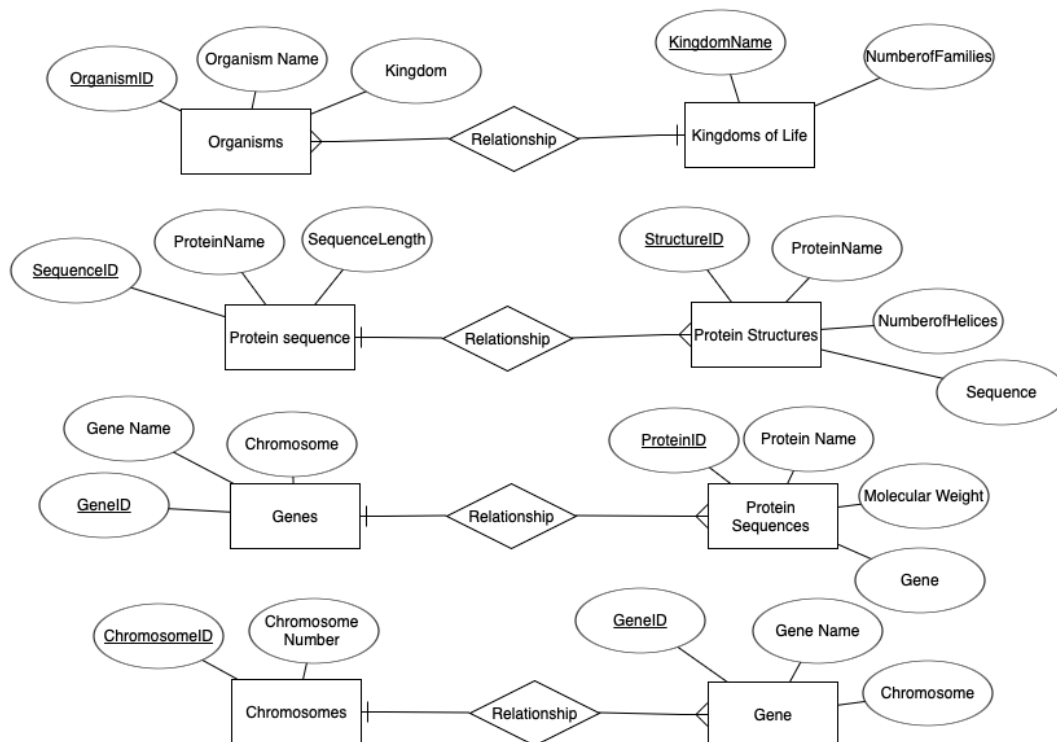 Organism Name
KingdomName
OrganismID
Kingdom
NumberofFamilies
Organisms
Relationship
Kingdoms of Life
ProteinName
SequenceLength
StructureID
ProteinName
SequenceID
NumberofHelices
Protein sequence
Relationship
Protein Structures
Sequence
Gene Name
Chromosome
ProteinID
Protein Name
GeneID
Molecular Weight
Genes
Relationship
Protein
Sequences
Gene
ChromosomeID
Chromosome
Number
GeneID
Gene Name
Chromosome
Chromosomes
Relationship
Gene